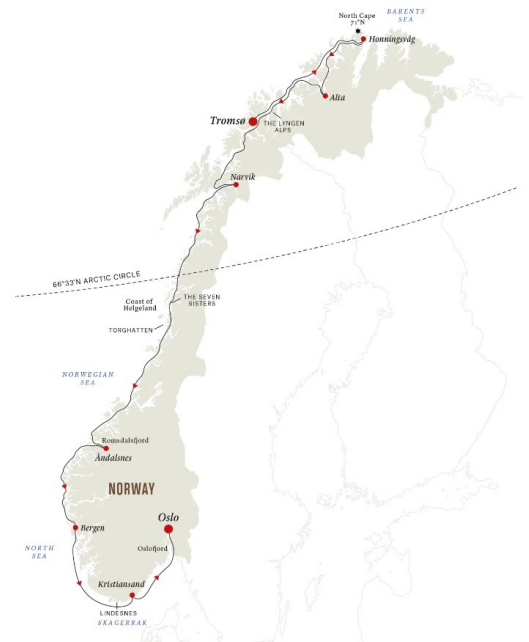 North Cape
71°N
BARENTS
SEA
Honningsvåg
Alta
Tromsø
THE LYNGEN
ALPS
Narvik
66°33'N ARCTIC CIRCLE
Coast of
Helgeland
THE SEVEN
SISTERS
TORGHATTEN
NORWEGIAN
SEA
Romsdalsfjord
Åndalsnes
NORWAY
Oslo
Bergen
Oslofjord
NORTH
SEA
Kristiansand
LINDESNES
SKAGERRAK